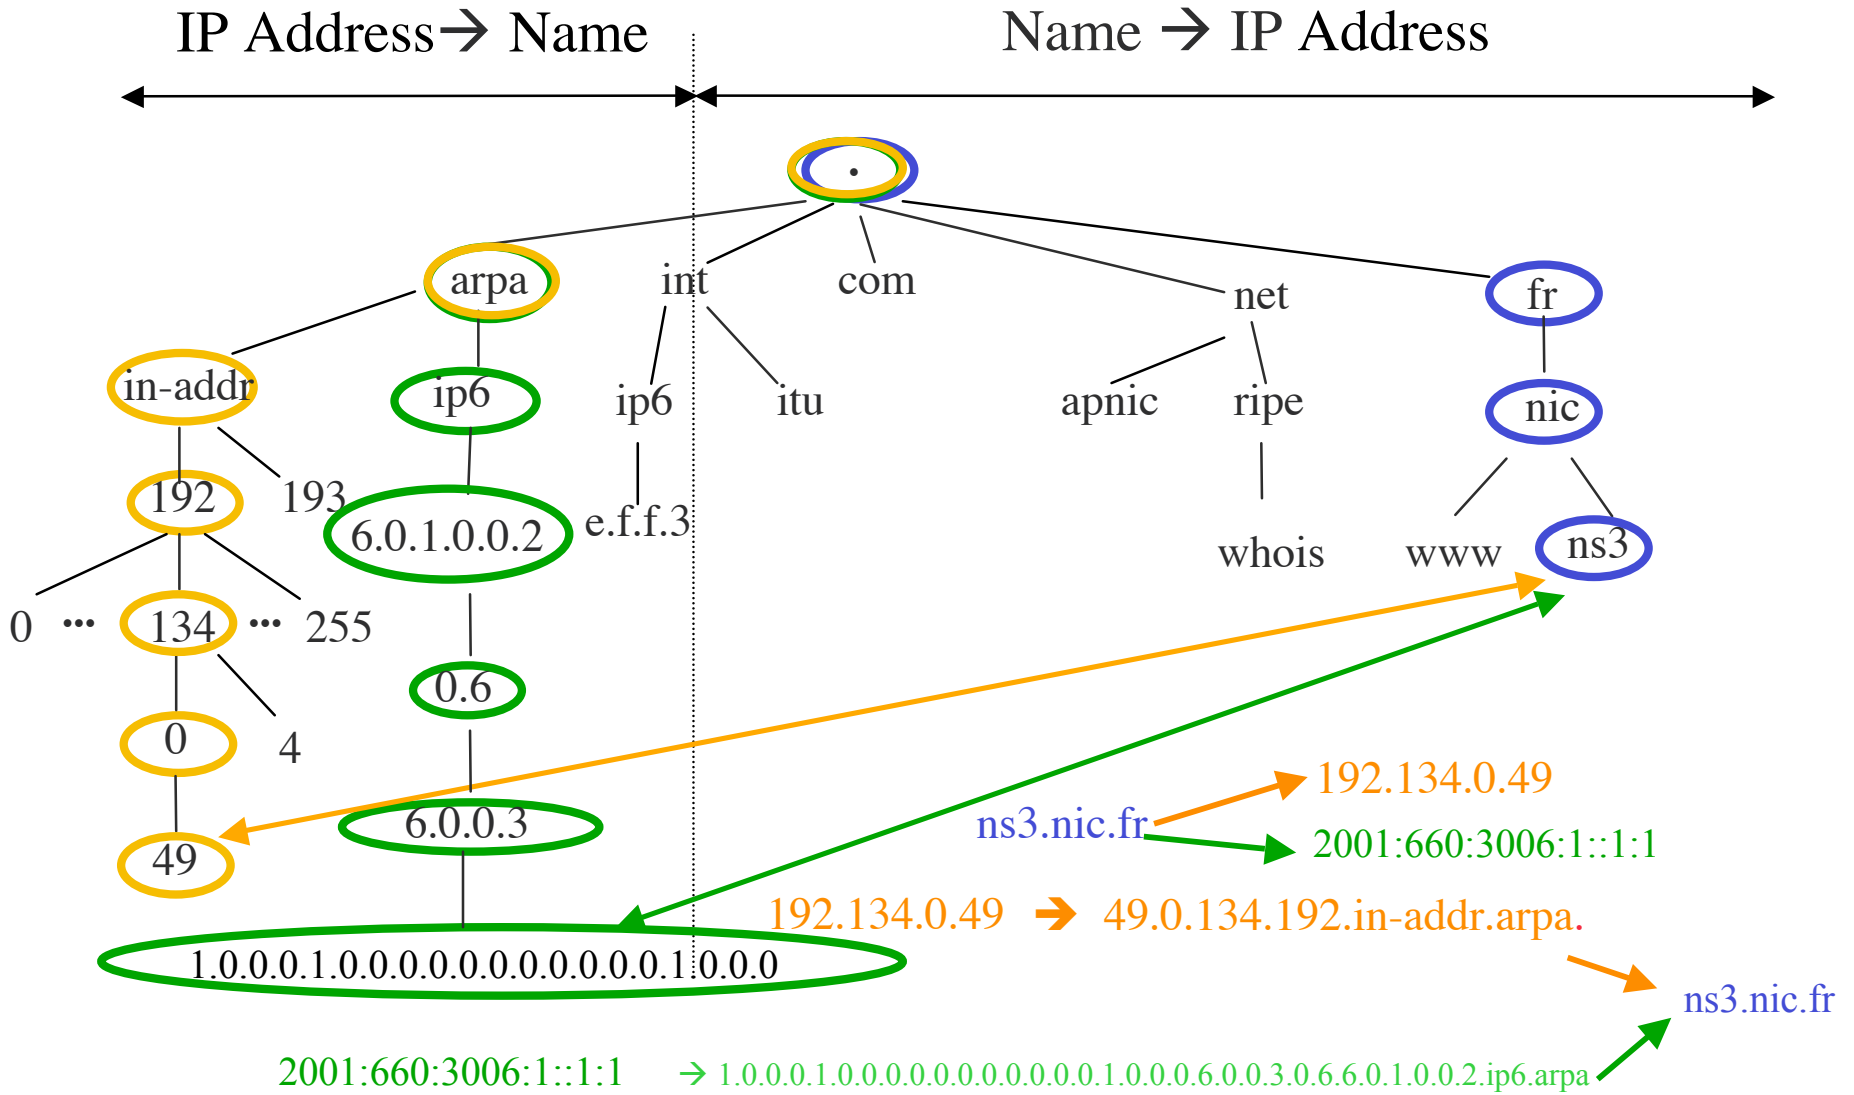 IP Address → Name
Name → IP Address
.
arpa
int
com
net
fr
in-addr
ip6
ip6
itu
apnic
ripe
nic
192
193
6.0.1.0.0.2
e.f.f.3
whois
www
ns3
0 ... 134 ... 255
0.6
0
4
6.0.0.3
49
192.134.0.49
ns3.nic.fr
2001:660:3006:1::1:1
192.134.0.49 → 49.0.134.192.in-addr.arpa.
1.0.0.0.1.0.0.0.0.0.0.0.0.0.0.0.1.0.0.0
ns3.nic.fr
2001:660:3006:1::1:1 → 1.0.0.0.1.0.0.0.0.0.0.0.0.0.0.0.1.0.0.0.6.0.0.3.0.6.6.0.1.0.0.2.ip6.arpa